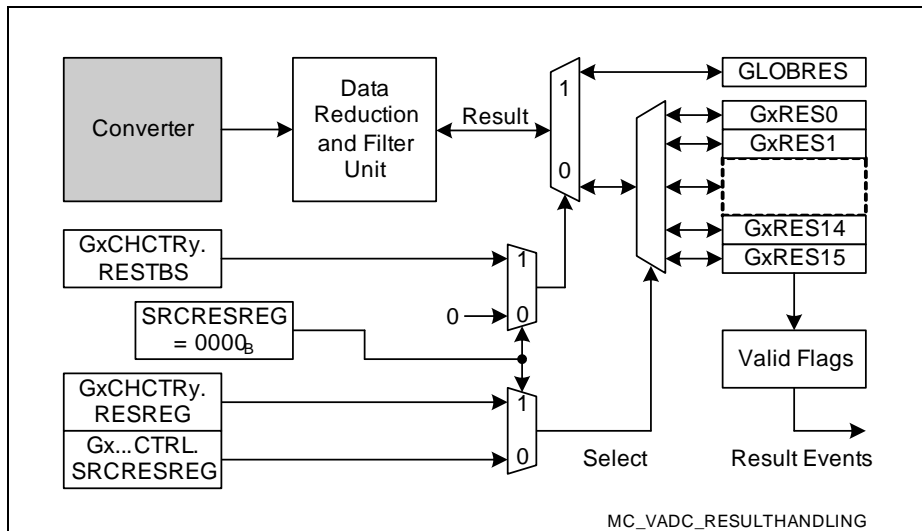 Converter
Data
Reduction
and Filter
Unit
Result
1
0
GLOBRES
GxRES0
GxRES1
GxRES14
GxRES15
GxCHCTRy.
RESTBS
1
0
0
SRCRESREG
= 0000B
GxCHCTRy.
RESREG
Gx...CTRL.
SRCRESREG
1
0
Select
Valid Flags
Result Events
MC_VADC_RESULTHANDLING